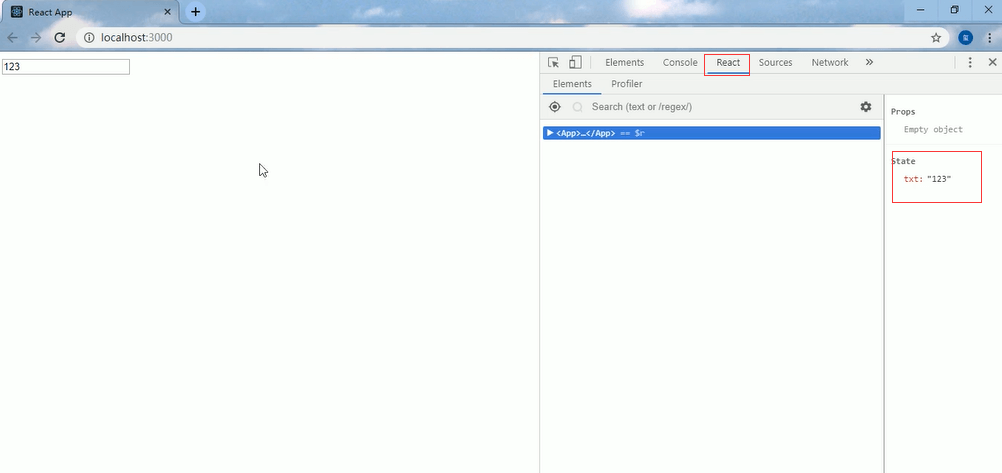 React App
localhost:3000
123
Elements Console React Sources Network
Elements Profiler
Search (text or /regex/)
<App>…</App> == $r
Props
Empty object
State
txt: "123"